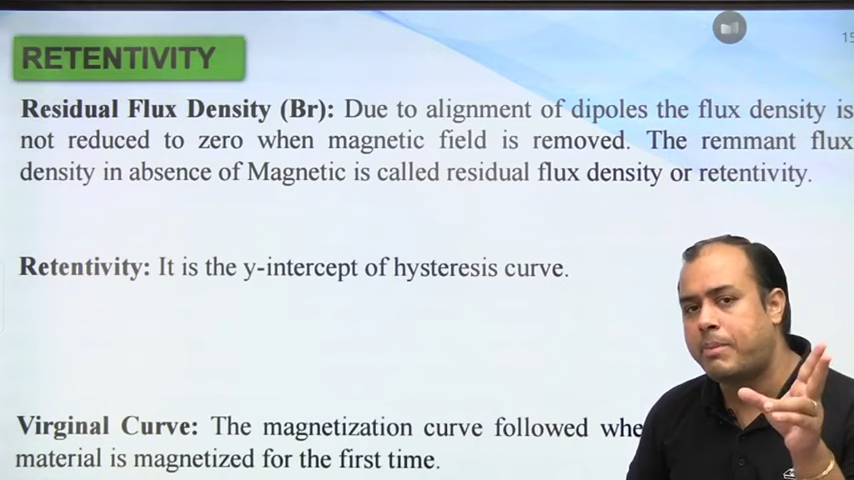 RETENTIVITY
15
Residual Flux Density (Br): Due to alignment of dipoles the flux density is
not reduced to zero when magnetic field is removed. The remnant flux
density in absence of Magnetic is called residual flux density or retentivity.
Retentivity: It is the y-intercept of hysteresis curve.
Virginal Curve: The magnetization curve followed whe
material is magnetized for the first time.